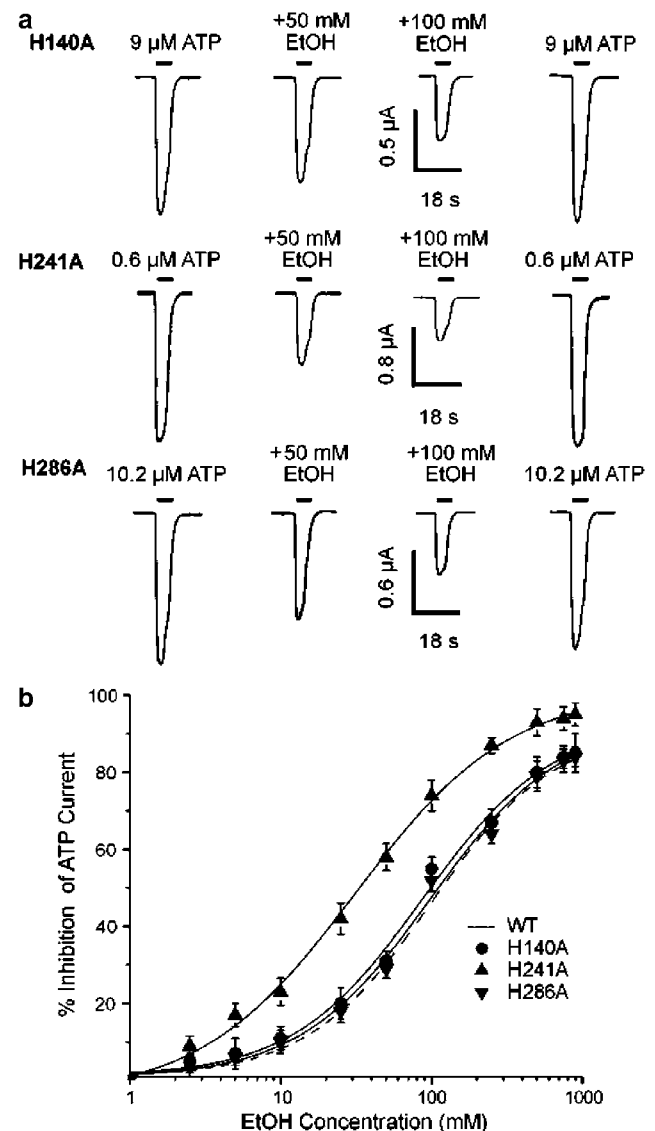 a
H140A
9 µM ATP
+50 mM
EtOH
+100 mM
EtOH
9 µM ATP
0.5 µA
18 s
H241A
0.6 µM ATP
+50 mM
EtOH
+100 mM
EtOH
0.6 µM ATP
0.8 µA
18 s
H286A
10.2 µM ATP
+50 mM
EtOH
+100 mM
EtOH
10.2 µM ATP
0.6 µA
18 s
b
% Inhibition of ATP Current
100
80
60
40
20
WT
H140A
H241A
H286A
1
10
100
1000
EtOH Concentration (mM)